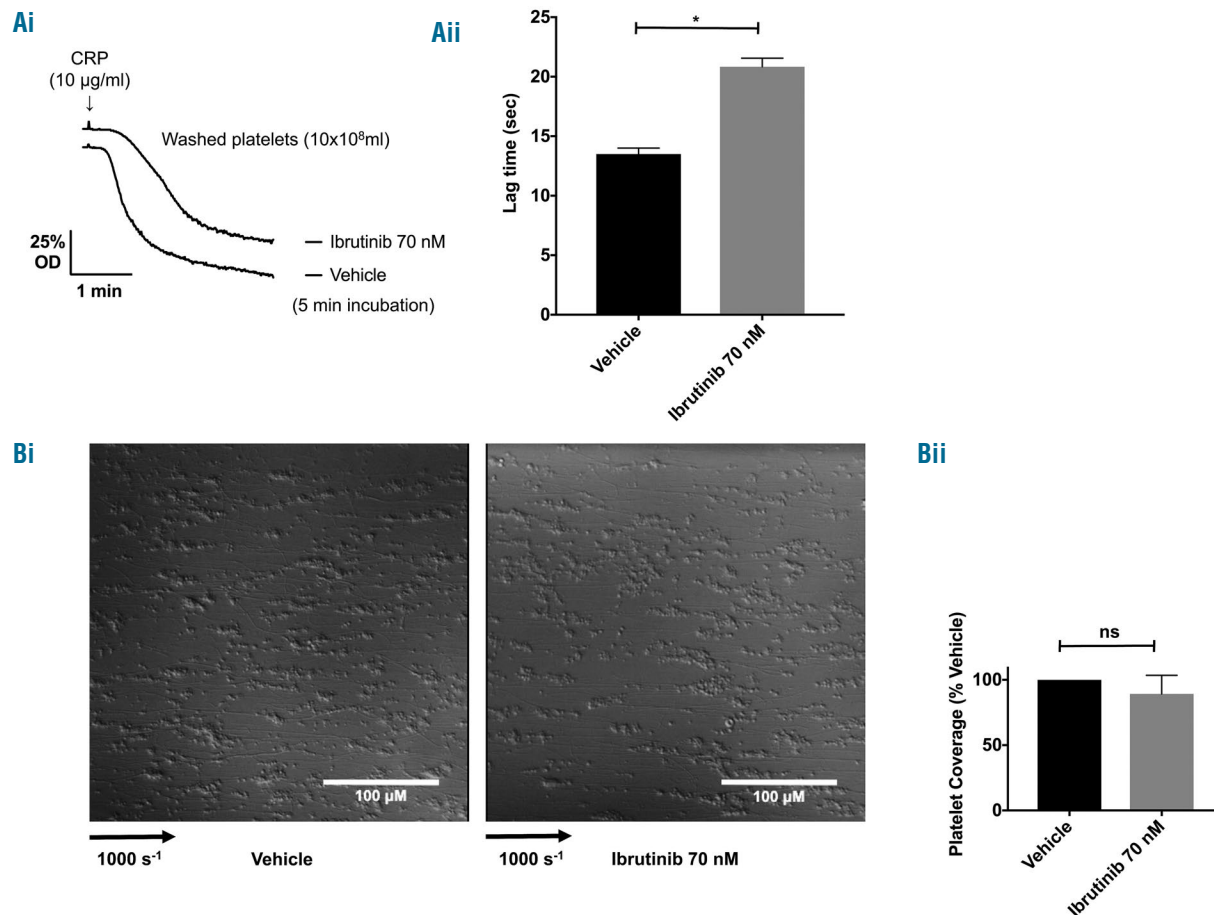 Ai
CRP
(10 µg/ml)
↓
Washed platelets (10x10⁸ml)
Ibrutinib 70 nM
Vehicle
(5 min incubation)
25%
OD
1 min
Aii
*
Lag time (sec)
25
20
15
10
5
0
Vehicle
Ibrutinib 70 nM
Bi
100 µM
100 µM
1000 s⁻¹
Vehicle
1000 s⁻¹
Ibrutinib 70 nM
Bii
ns
Platelet Coverage (% Vehicle)
100
50
0
Vehicle
Ibrutinib 70 nM